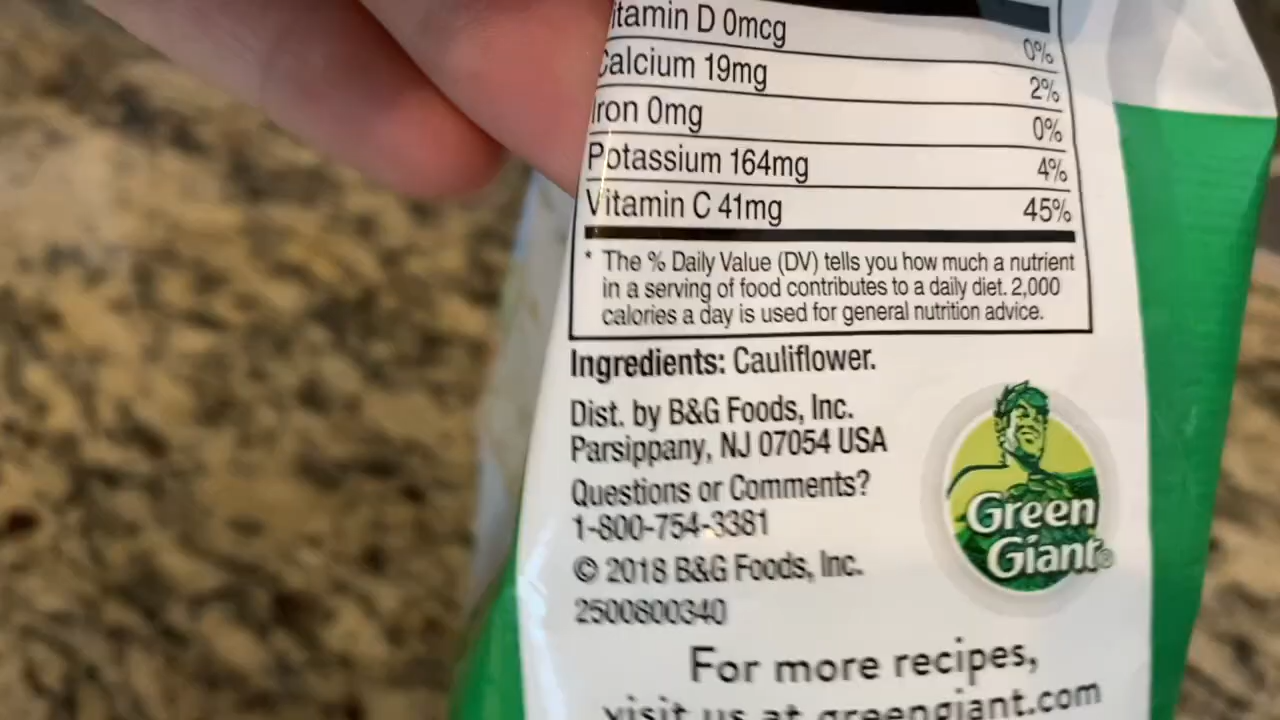 itamin D 0mcg 0%
Calcium 19mg 2%
Iron 0mg 0%
Potassium 164mg 4%
Vitamin C 41mg 45%
* The % Daily Value (DV) tells you how much a nutrient
in a serving of food contributes to a daily diet. 2,000
calories a day is used for general nutrition advice.
Ingredients: Cauliflower.
Dist. by B&G Foods, Inc.
Parsippany, NJ 07054 USA
Questions or Comments?
1-800-754-3381
© 2018 B&G Foods, Inc.
2500800340
Green
Giant®
For more recipes,
visit us at greengiant.com